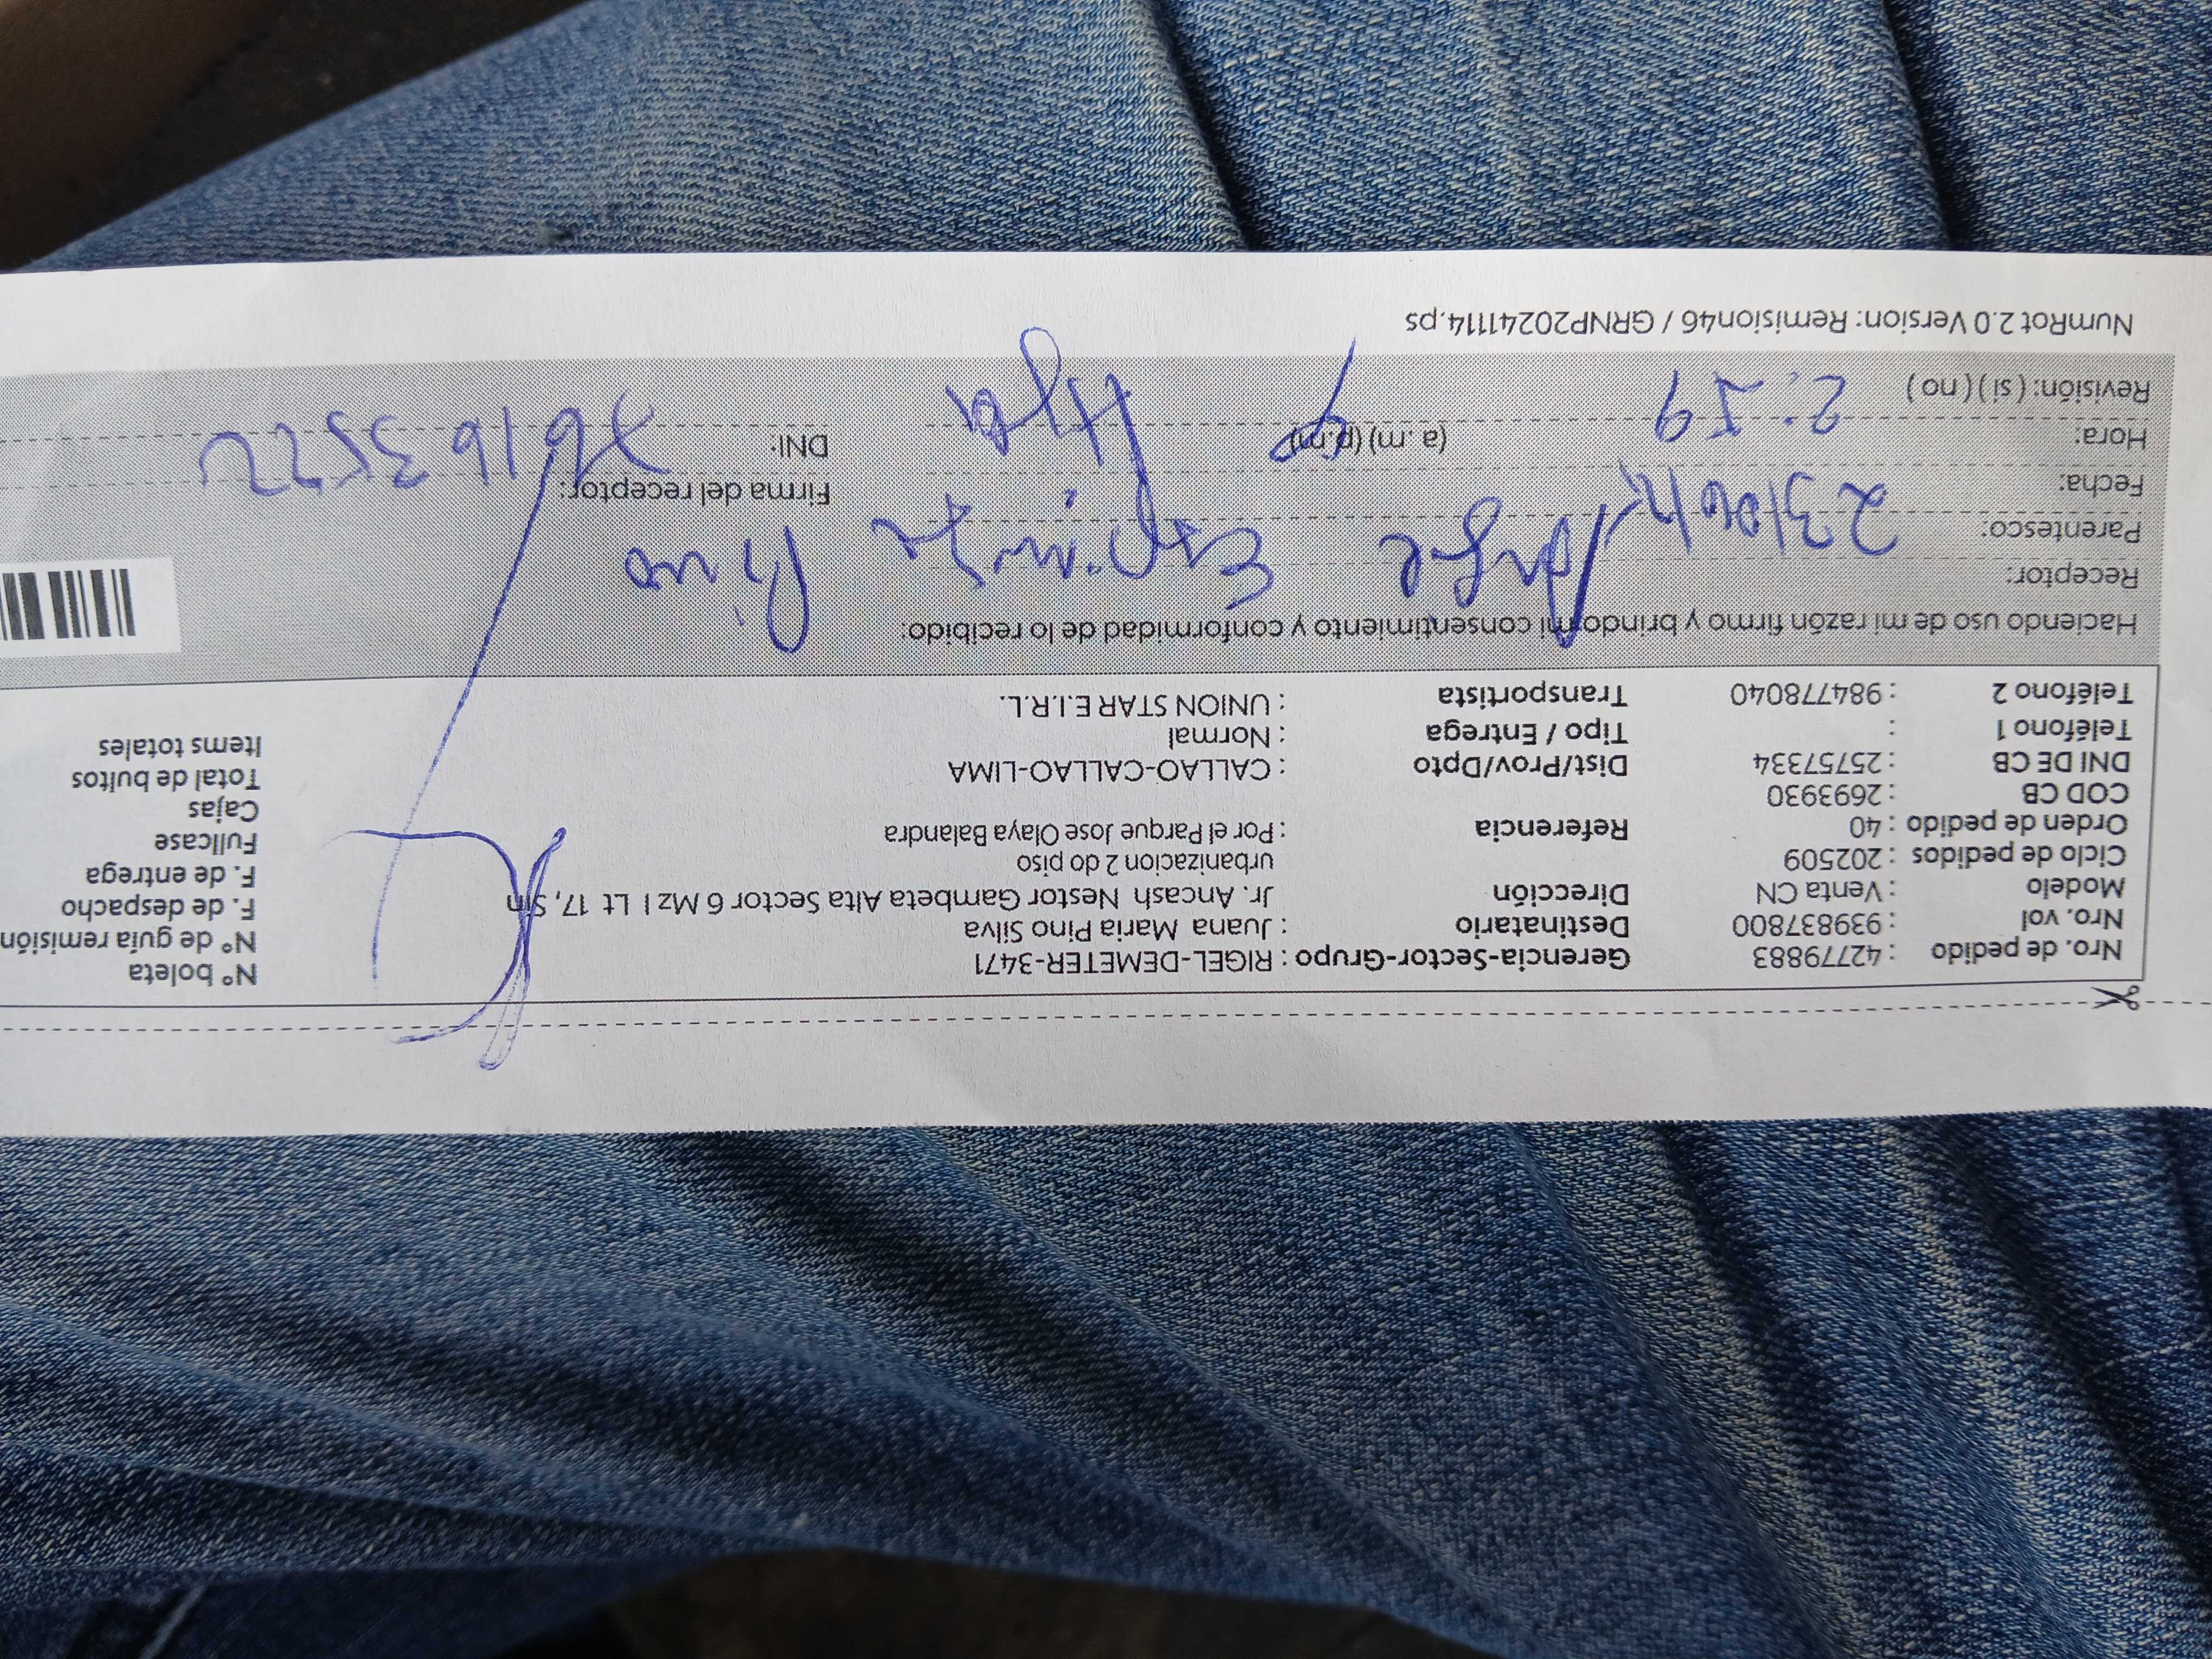 Nro. de pedido : 42779883 Gerencia-Sector-Grupo : RIGEL-DEMETER-3471 N° boleta
Nro. vol : 939837800 Destinatario : Juana Maria Pino Silva N° de guía remisión
Modelo : Venta CN Dirección Jr. Ancash Nestor Gambeta Alta Sector 6 Mz I Lt 17, S/n F. de despacho
Ciclo de pedidos : 202509 urbanizacion 2 do piso F. de entrega
Orden de pedido : 40 Referencia : Por el Parque Jose Olaya Balandra Fullcase
COD CB : 2693930 Cajas
DNI DE CB : 25757334 Dist/Prov/Dpto : CALLAO-CALLAO-LIMA Total de bultos
Teléfono 1 : Tipo / Entrega : Normal Items totales
Teléfono 2 : 984778040 Transportista : UNION STAR E.I.R.L.
Haciendo uso de mi razón firmo y brindo mi consentimiento y conformidad de lo recibido:
Receptor: Jorge Espinoza Pino
Parentesco:
Fecha: Firma del receptor:
Hora: 2:59 (a.m) (p.m) DNI:
Revisión: (si) (no)
NumRot 2.0 Version: Remision46 / GRNP20241114.ps